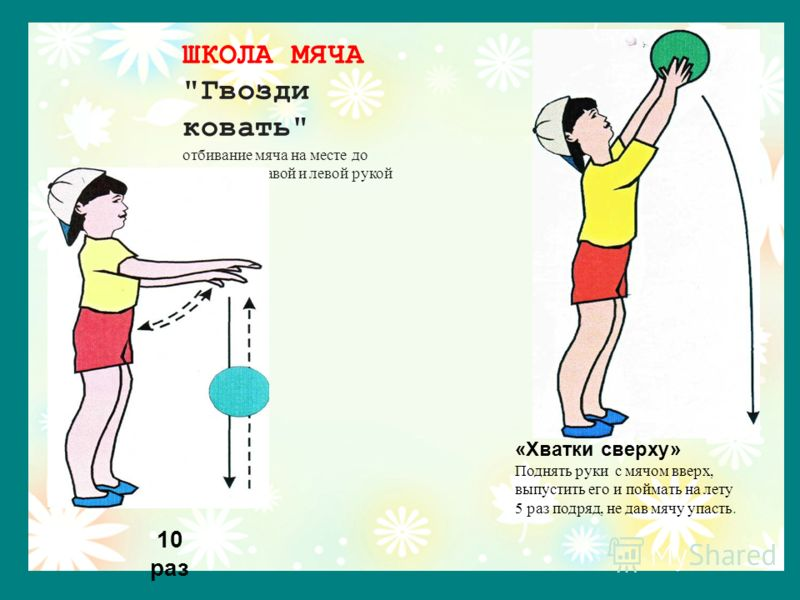 ШКОЛА МЯЧА
"Гвозди
ковать"
отбивание мяча на месте до
и левой рукой
10
раз
«Хватки сверху»
Поднять руки с мячом вверх,
выпустить его и поймать на лету
5 раз подряд, не дав мячу упасть.
MyShared